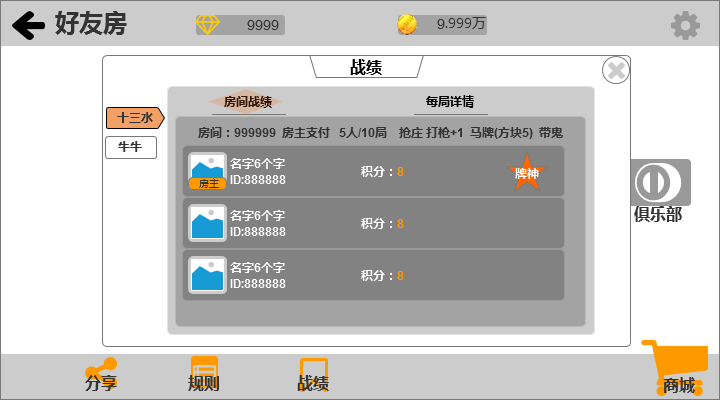 好友房
9999
9.999万
战绩
房间战绩
每局详情
十三水
牛牛
房间：999999 房主支付 5人/10局 抢庄 打枪+1 马牌(方块5) 带鬼
名字6个字
ID:888888
房主
积分：8
牌神
名字6个字
ID:888888
积分：8
名字6个字
ID:888888
积分：8
俱乐部
分享
规则
战绩
商城